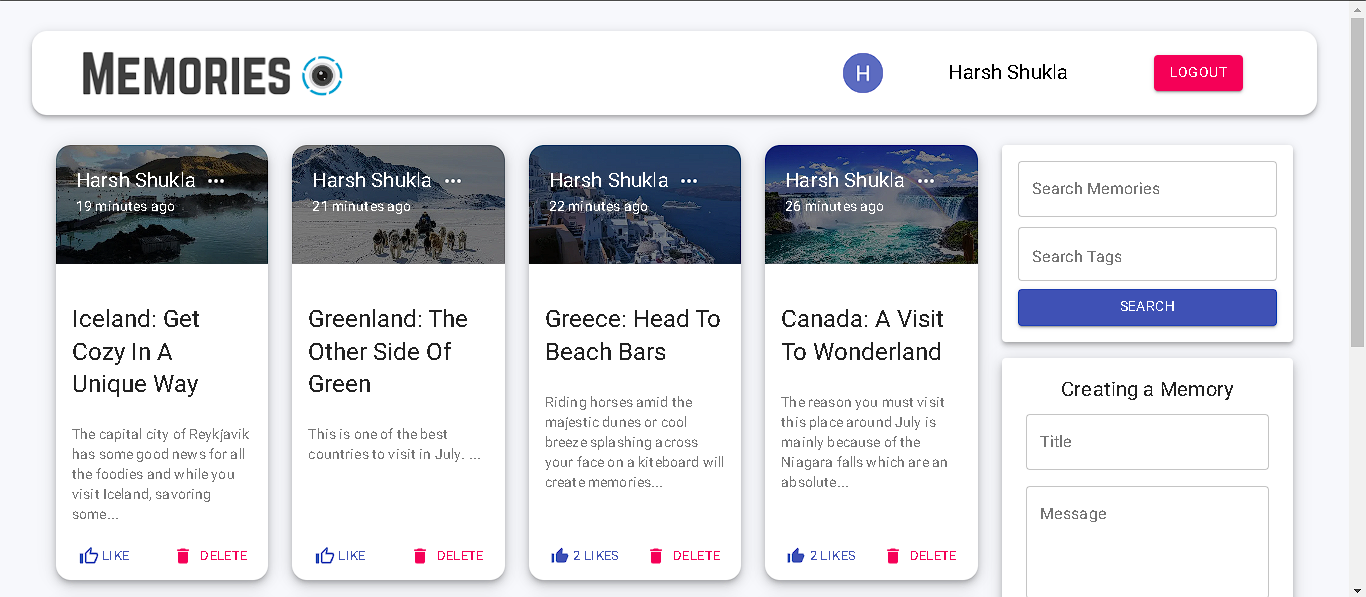 MEMORIES
H
Harsh Shukla
LOGOUT
Harsh Shukla
19 minutes ago
Iceland: Get
Cozy In A
Unique Way
The capital city of Reykjavik
has some good news for all
the foodies and while you
visit Iceland, savoring
some...
LIKE
DELETE
Harsh Shukla
21 minutes ago
Greenland: The
Other Side Of
Green
This is one of the best
countries to visit in July. ...
LIKE
DELETE
Harsh Shukla
22 minutes ago
Greece: Head To
Beach Bars
Riding horses amid the
majestic dunes or cool
breeze splashing across
your face on a kiteboard will
create memories...
2 LIKES
DELETE
Harsh Shukla
26 minutes ago
Canada: A Visit
To Wonderland
The reason you must visit
this place around July is
mainly because of the
Niagara falls which are an
absolute...
2 LIKES
DELETE
Search Memories
Search Tags
SEARCH
Creating a Memory
Title
Message